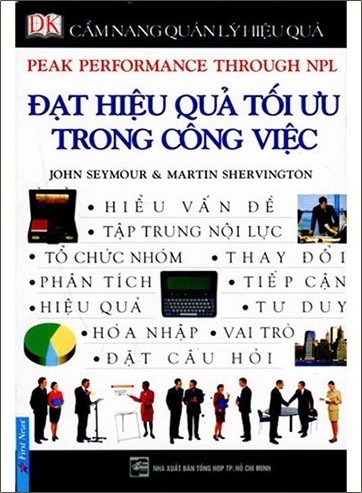 DK CẨM NANG QUẢN LÝ HIỆU QUẢ
PEAK PERFORMANCE THROUGH NPL
ĐẠT HIỆU QUẢ TỐI ƯU
TRONG CÔNG VIỆC
JOHN SEYMOUR & MARTIN SHERVINGTON
• HIỂU VẤN ĐỀ
• TẬP TRUNG NỘI LỰC
• TỔ CHỨC NHÓM • THAY ĐỔI
• PHÂN TÍCH • TIẾP CẬN
• HIỆU QUẢ • TƯ DUY
• HÒA NHẬP • VAI TRÒ
• ĐẶT CÂU HỎI
First News
NHÀ XUẤT BẢN TỔNG HỢP TP. HỒ CHÍ MINH